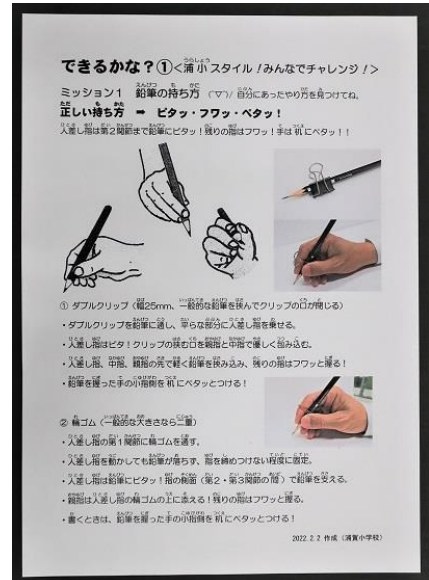 できるかな?①<浦小スタイル!みんなでチャレンジ!>
ミッション1 鉛筆の持ち方 (^▽^)/ 自分にあったやり方を見つけてね。
正しい持ち方 ➡ ピタッ・フワッ・ペタッ!
人差し指は第2関節まで鉛筆にピタッ!残りの指はフワッ!手は机にペタッ!!
① ダブルクリップ(幅25mm、一般的な鉛筆を挟んでクリップの口が閉じる)
・ダブルクリップを鉛筆に通し、平らな部分に人差し指を乗せる。
・人差し指はピタ!クリップの挟む口を親指と中指で優しく包み込む。
・人差し指、中指、親指の先で軽く鉛筆を挟み込み、残りの指はフワッと握る!
・鉛筆を握った手の小指側を机にペタッとつける!
② 輪ゴム(一般的な大きさなら二重)
・人差し指の第1関節に輪ゴムを通す。
・人差し指を動かしても鉛筆が落ちず、指を締めつけない程度に固定。
・人差し指は鉛筆にピタッ!指の側面(第2・第3関節の間)で鉛筆を支える。
・親指は人差し指の輪ゴムの上に添える!残りの指はフワッと握る。
・書くときは、鉛筆を握った手の小指側を机にペタッとつける!
2022.2.2 作成(浦賀小学校)